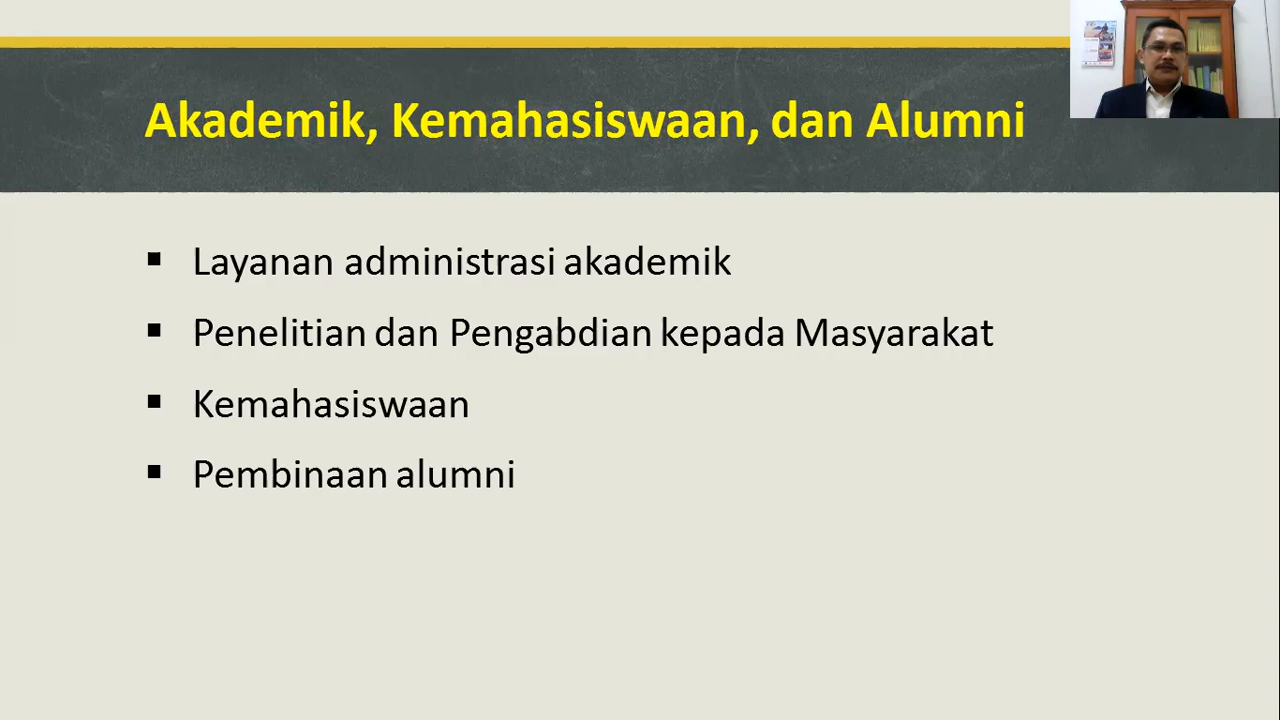 Akademik, Kemahasiswaan, dan Alumni
▪ Layanan administrasi akademik
▪ Penelitian dan Pengabdian kepada Masyarakat
▪ Kemahasiswaan
▪ Pembinaan alumni